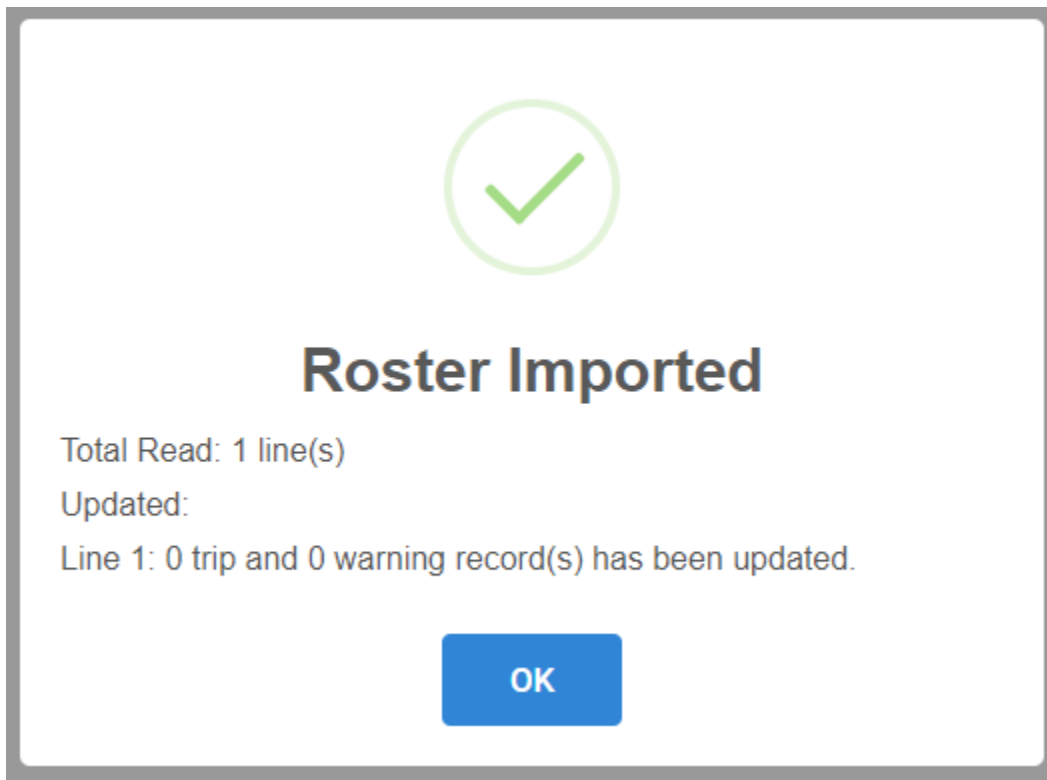 Roster Imported
Total Read: 1 line(s)
Updated:
Line 1: 0 trip and 0 warning record(s) has been updated.
OK